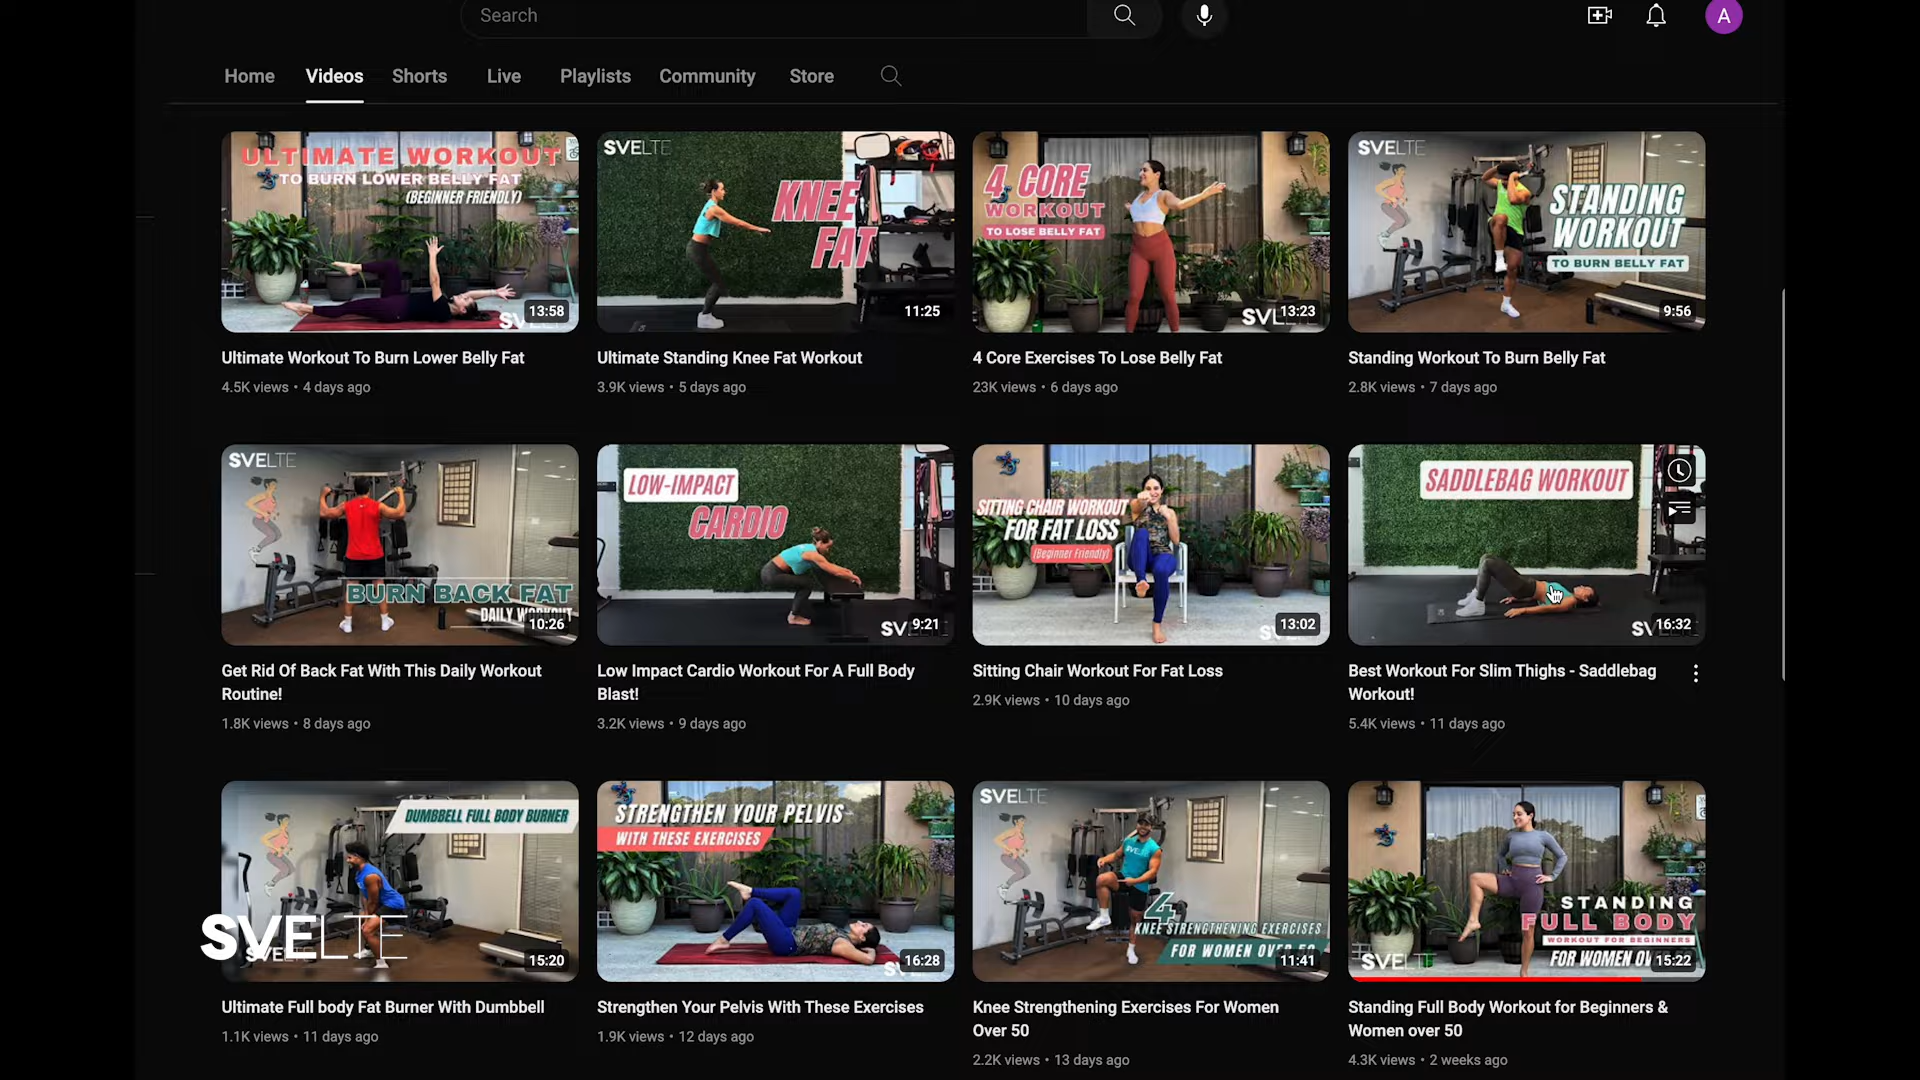 Search
A
Home Videos Shorts Live Playlists Community Store
ULTIMATE WORKOUT
TO BURN LOWER BELLY FAT
(BEGINNER FRIENDLY)
13:58
Ultimate Workout To Burn Lower Belly Fat
4.5K views • 4 days ago
SVELTE
KNEE
FAT
11:25
Ultimate Standing Knee Fat Workout
3.9K views • 5 days ago
4 CORE
WORKOUT
TO LOSE BELLY FAT
13:23
4 Core Exercises To Lose Belly Fat
23K views • 6 days ago
SVELTE
STANDING
WORKOUT
TO BURN BELLY FAT
9:56
Standing Workout To Burn Belly Fat
2.8K views • 7 days ago
SVELTE
BURN BACK FAT
DAILY WORKOUT
10:26
Get Rid Of Back Fat With This Daily Workout
Routine!
1.8K views • 8 days ago
LOW-IMPACT
CARDIO
9:21
Low Impact Cardio Workout For A Full Body
Blast!
3.2K views • 9 days ago
SITTING CHAIR WORKOUT
FOR FAT LOSS
(Beginner Friendly)
13:02
Sitting Chair Workout For Fat Loss
2.9K views • 10 days ago
SADDLEBAG WORKOUT
16:32
Best Workout For Slim Thighs - Saddlebag
Workout!
5.4K views • 11 days ago
DUMBBELL FULL BODY BURNER
SVELTE
15:20
Ultimate Full body Fat Burner With Dumbbell
1.1K views • 11 days ago
STRENGTHEN YOUR PELVIS
WITH THESE EXERCISES
16:28
Strengthen Your Pelvis With These Exercises
1.9K views • 12 days ago
SVELTE
4
KNEE STRENGTHENING EXERCISES
FOR WOMEN OVER 50
11:41
Knee Strengthening Exercises For Women
Over 50
2.2K views • 13 days ago
STANDING
FULL BODY
WORKOUT FOR BEGINNERS
FOR WOMEN OV
SVELTE
15:22
Standing Full Body Workout for Beginners &
Women over 50
4.3K views • 2 weeks ago